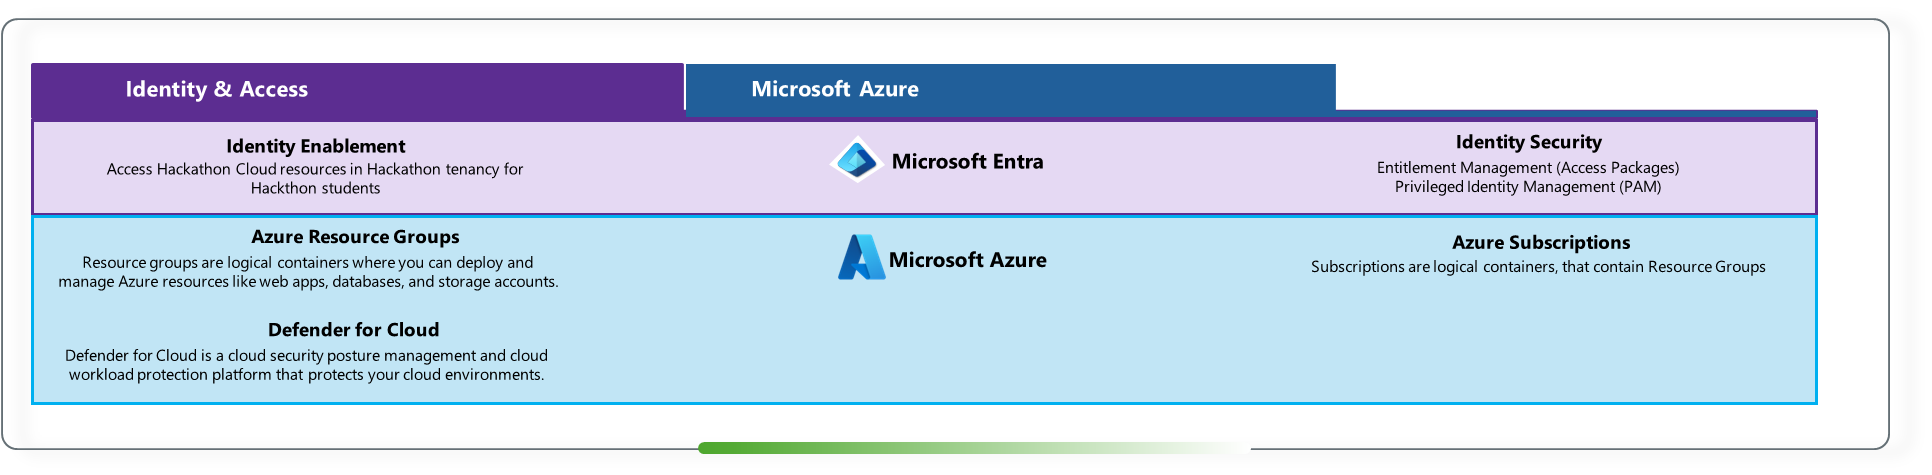 Identity & Access
Microsoft Azure
Identity Enablement
Access Hackathon Cloud resources in Hackathon tenancy for
Hackthon students
Microsoft Entra
Identity Security
Entitlement Management (Access Packages)
Privileged Identity Management (PAM)
Azure Resource Groups
Resource groups are logical containers where you can deploy and
manage Azure resources like web apps, databases, and storage accounts.
Microsoft Azure
Azure Subscriptions
Subscriptions are logical containers, that contain Resource Groups
Defender for Cloud
Defender for Cloud is a cloud security posture management and cloud
workload protection platform that protects your cloud environments.